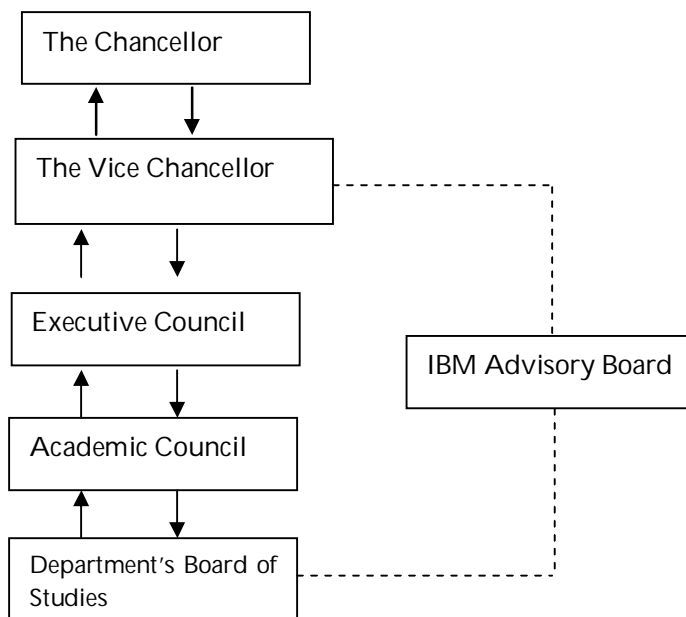 The Chancellor
The Vice Chancellor
Executive Council
IBM Advisory Board
Academic Council
Department's Board of
Studies